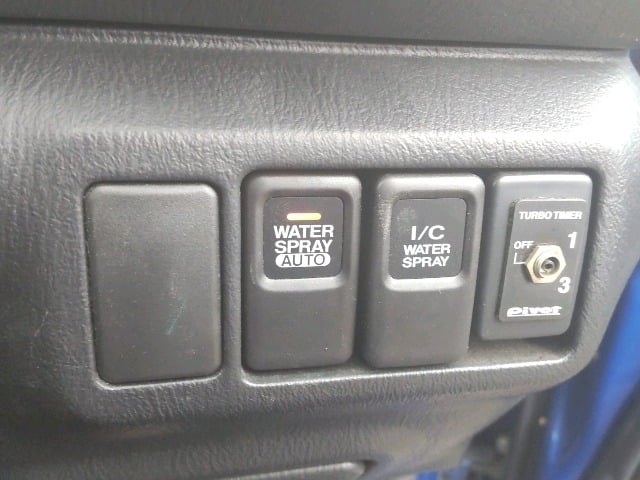 WATER
SPRAY
AUTO
I/C
WATER
SPRAY
TURBO TIMER
1
OFF
3
Pivot